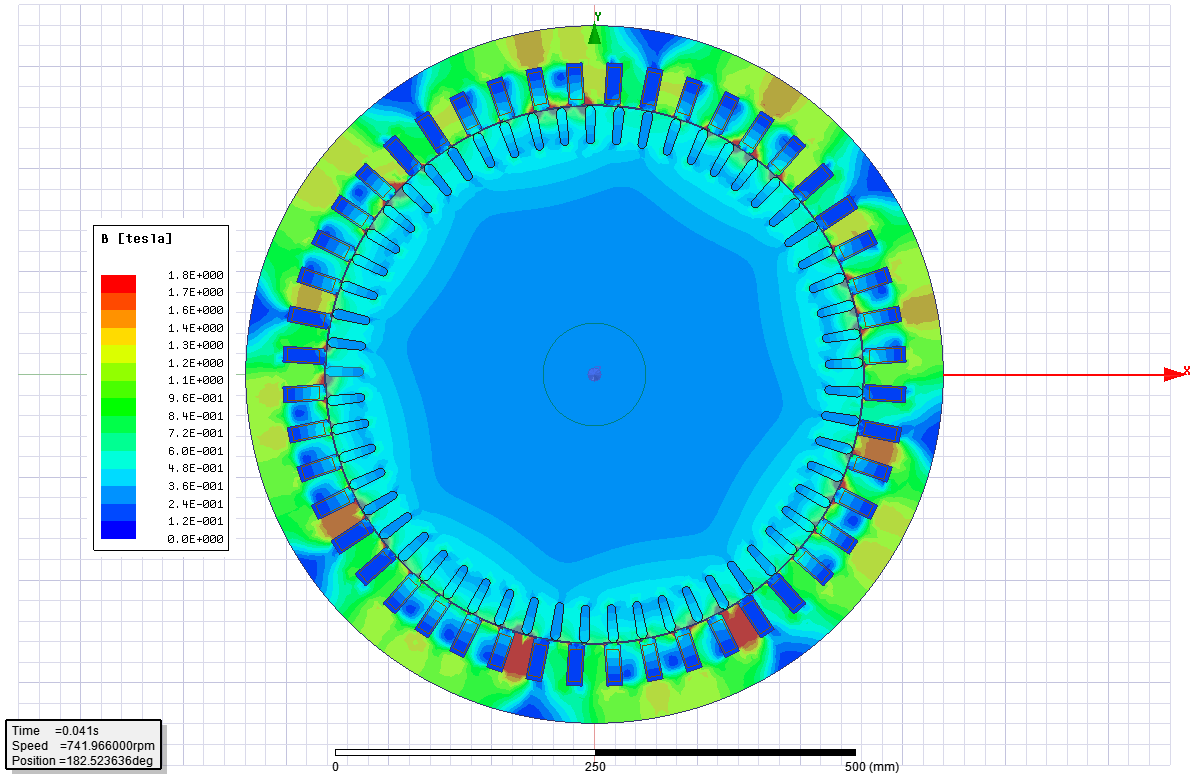 Y
X
B [tesla]
1.8E+000
1.7E+000
1.6E+000
1.4E+000
1.3E+000
1.2E+000
1.1E+000
9.6E-001
8.4E-001
7.2E-001
6.0E-001
4.8E-001
3.6E-001
2.4E-001
1.2E-001
0.0E+000
Time =0.041s
Speed =741.966000rpm
Position =182.523636deg
0 250 500 (mm)